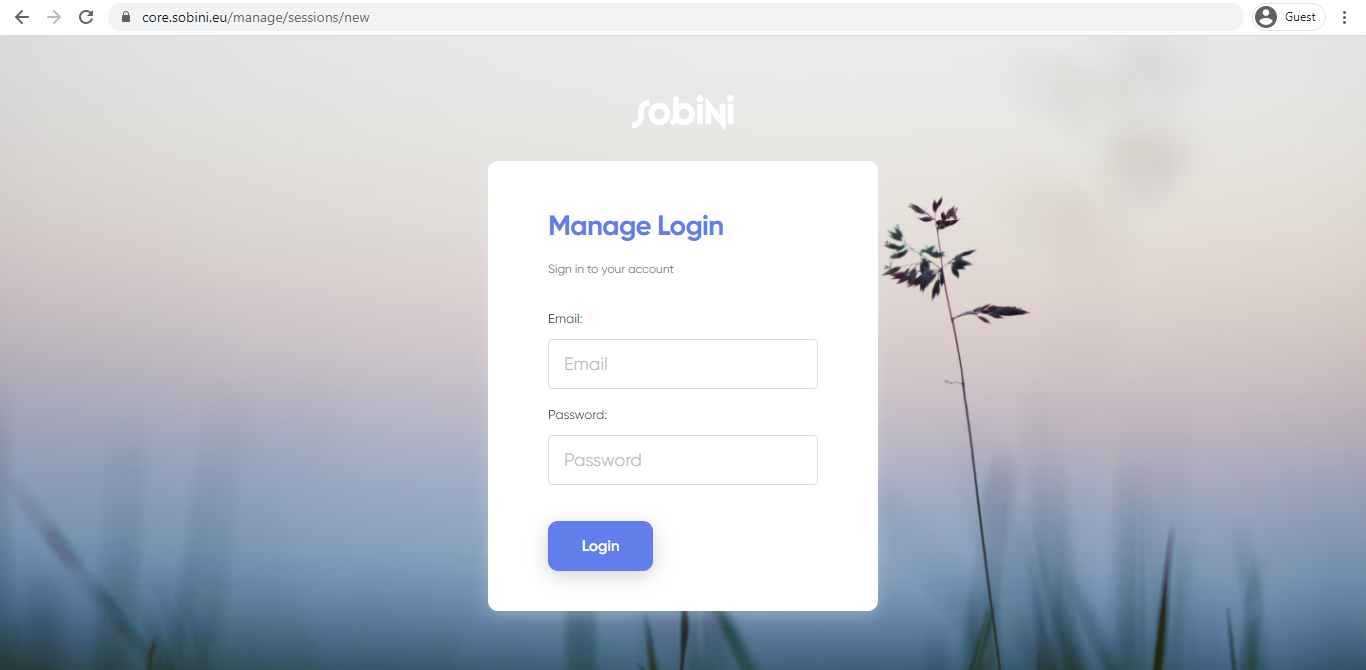 core.sobini.eu/manage/sessions/new
Guest
sobini
Manage Login
Sign in to your account
Email:
Email
Password:
Password
Login